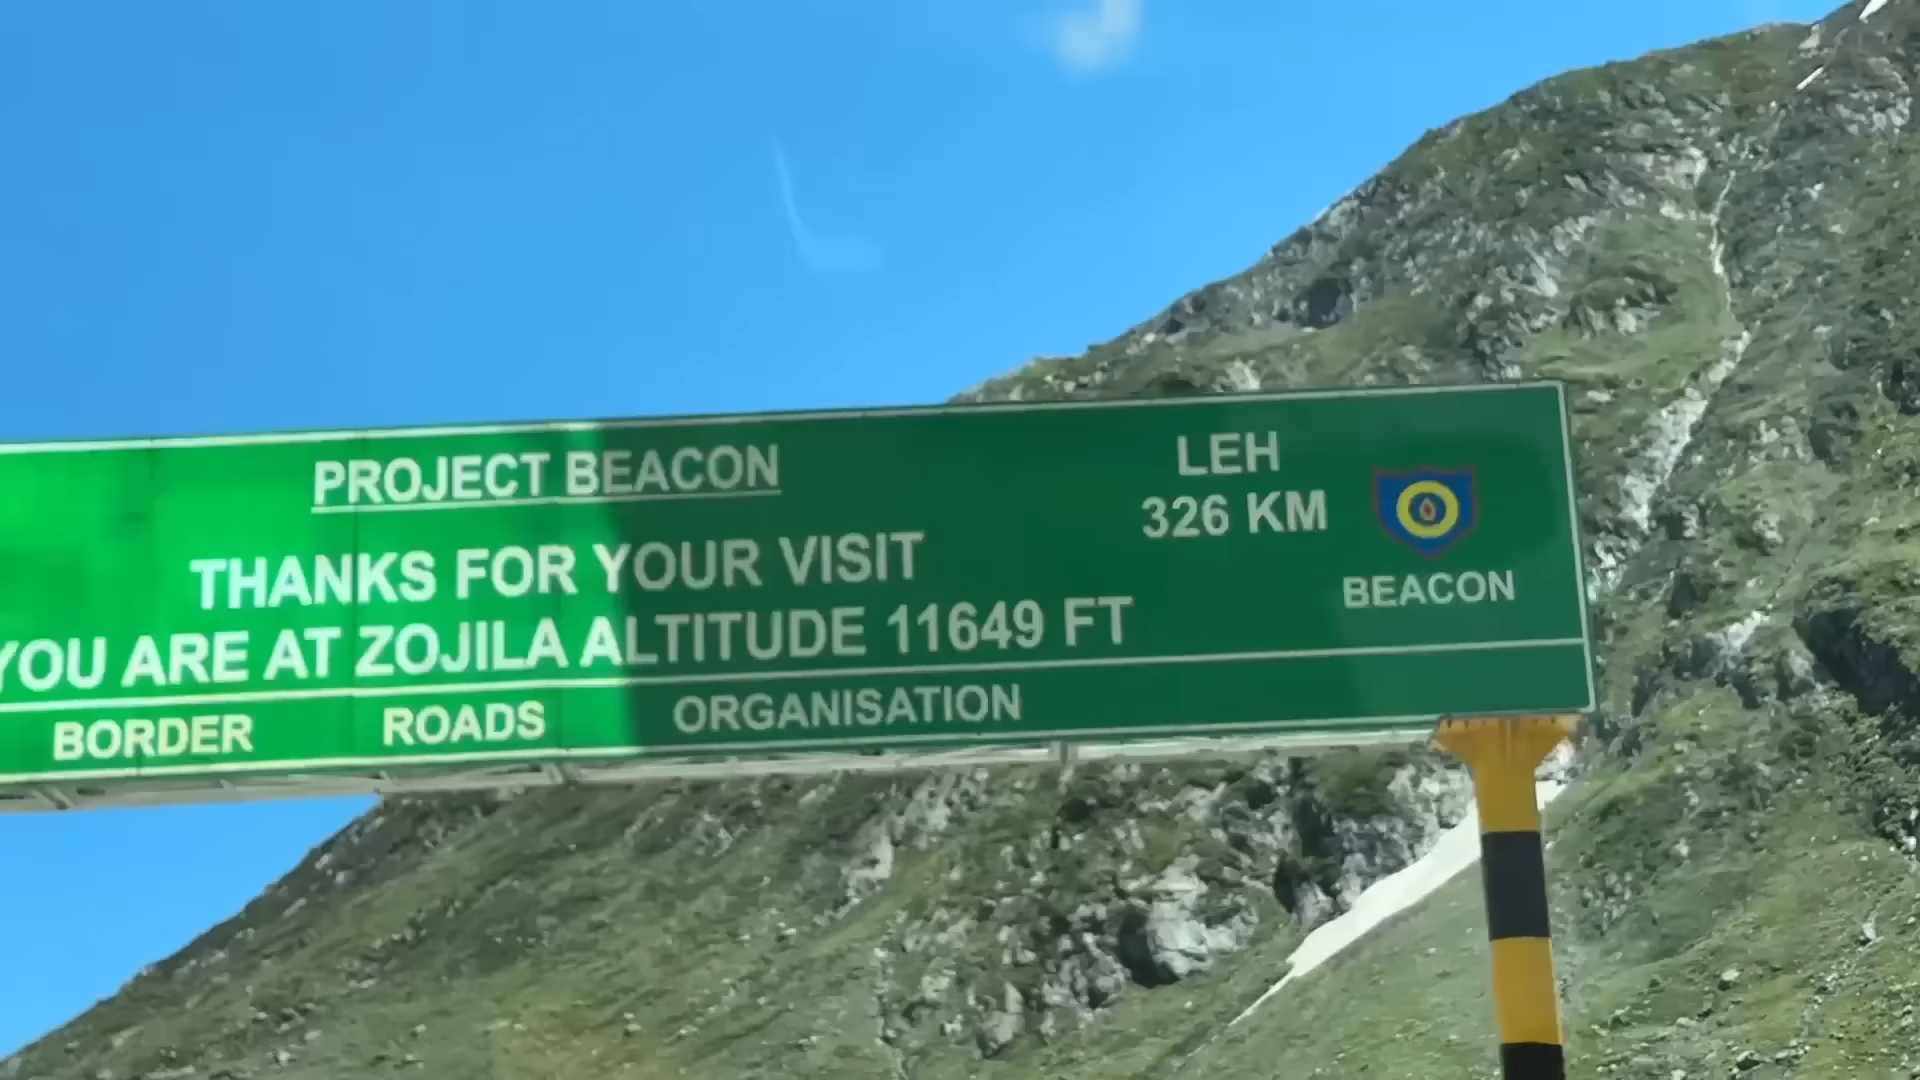 PROJECT BEACON
THANKS FOR YOUR VISIT
YOU ARE AT ZOJILA ALTITUDE 11649 FT
LEH
326 KM
BEACON
BORDER ROADS ORGANISATION